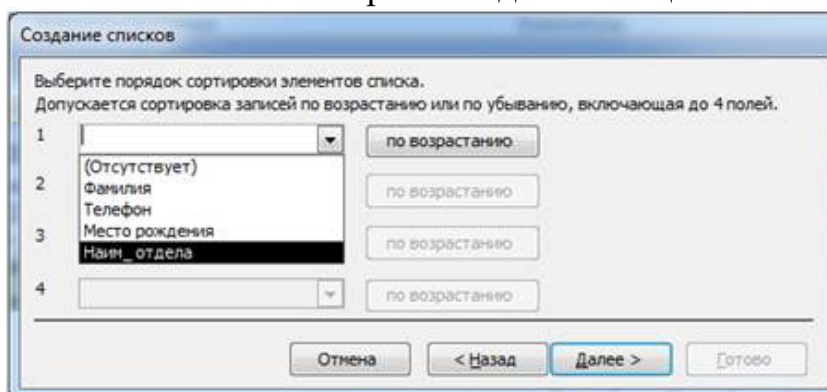 Создание списков
Выберите порядок сортировки элементов списка.
Допускается сортировка записей по возрастанию или по убыванию, включающая до 4 полей.
1 по возрастанию
(Отсутствует)
Фамилия
2 по возрастанию
Телефон
Место рождения
3 по возрастанию
Наим_отдела
4 по возрастанию
Отмена < Назад Далее > Готово